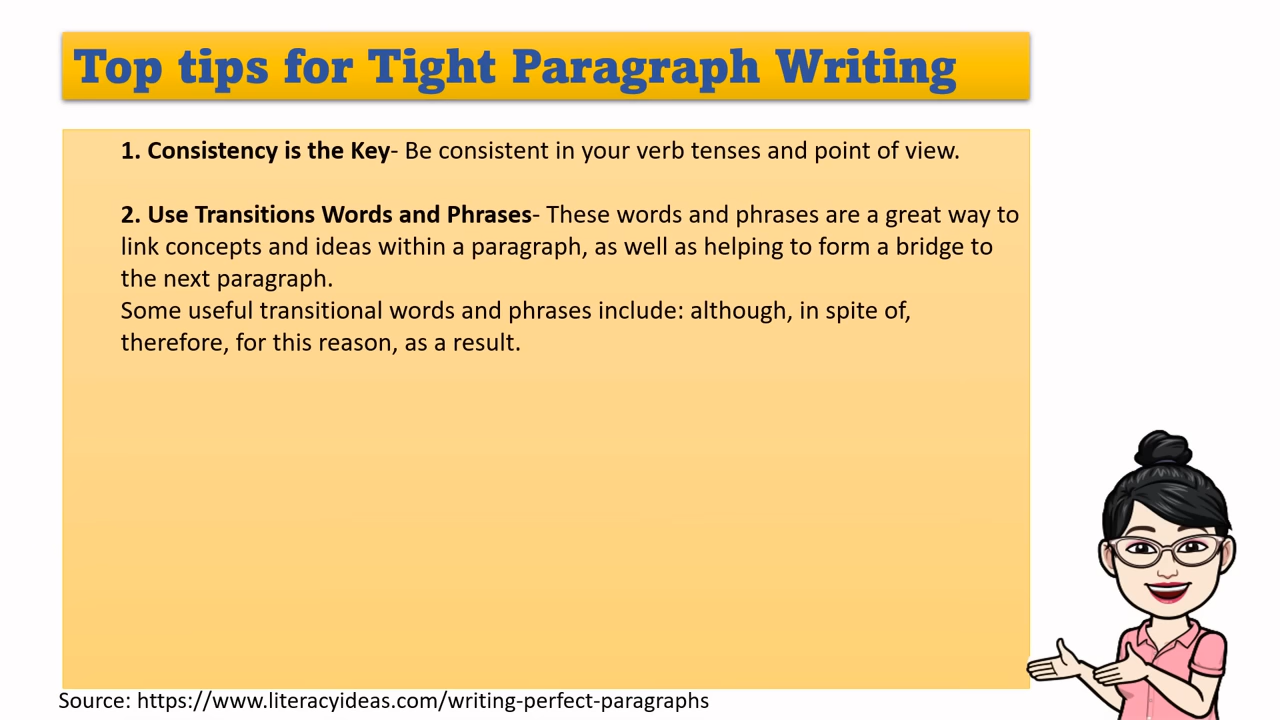 Top tips for Tight Paragraph Writing
1. Consistency is the Key- Be consistent in your verb tenses and point of view.
2. Use Transitions Words and Phrases- These words and phrases are a great way to
link concepts and ideas within a paragraph, as well as helping to form a bridge to
the next paragraph.
Some useful transitional words and phrases include: although, in spite of,
therefore, for this reason, as a result.
Source: https://www.literacyideas.com/writing-perfect-paragraphs